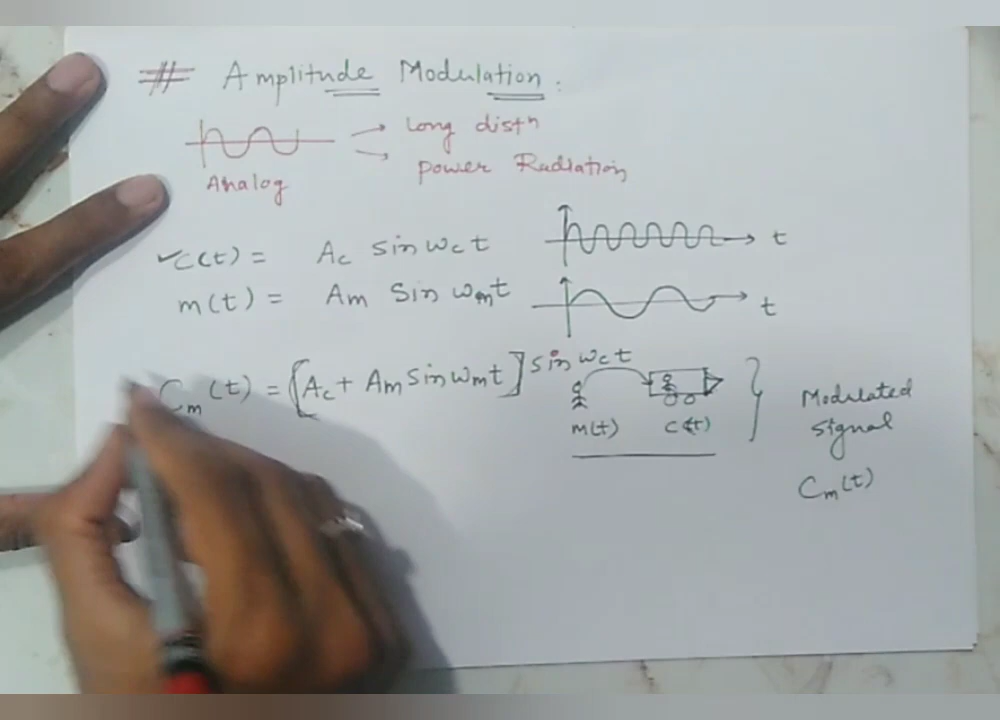 # Amplitude Modulation.
→ long distⁿ
→ power Radiation
Analog
✓c(t) = Ac sin wct
t
m(t) = Am Sin wmt
t
Cm(t) = [Ac + Am sin wmt] sin wct
m(t) c(t)
Modulated
signal
Cm(t)